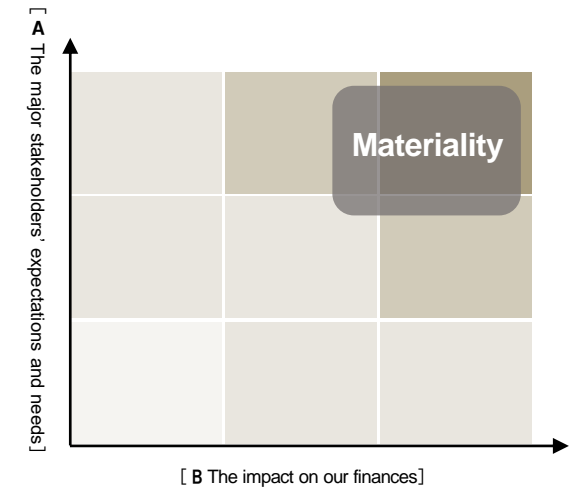 [ A The major stakeholders' expectations and needs]
Materiality
[ B The impact on our finances]